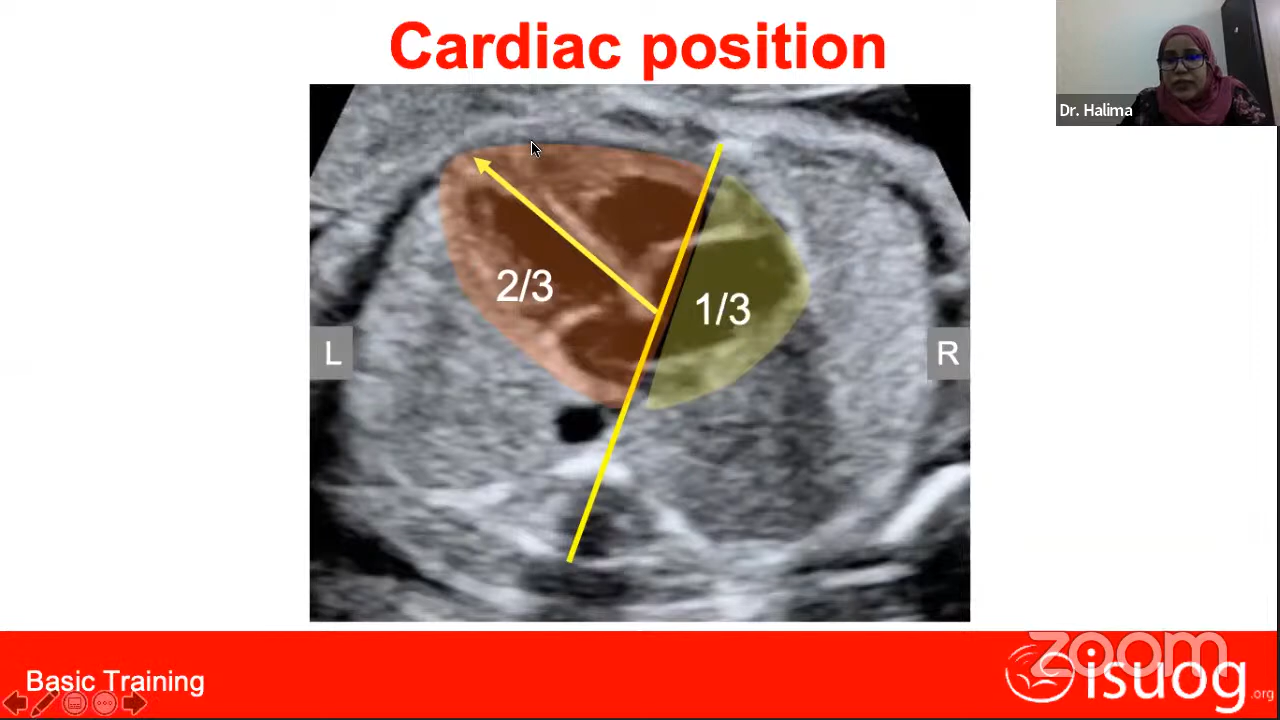 Cardiac position
Dr. Halima
2/3
1/3
L
R
Basic Training
zoom
isuog
.org